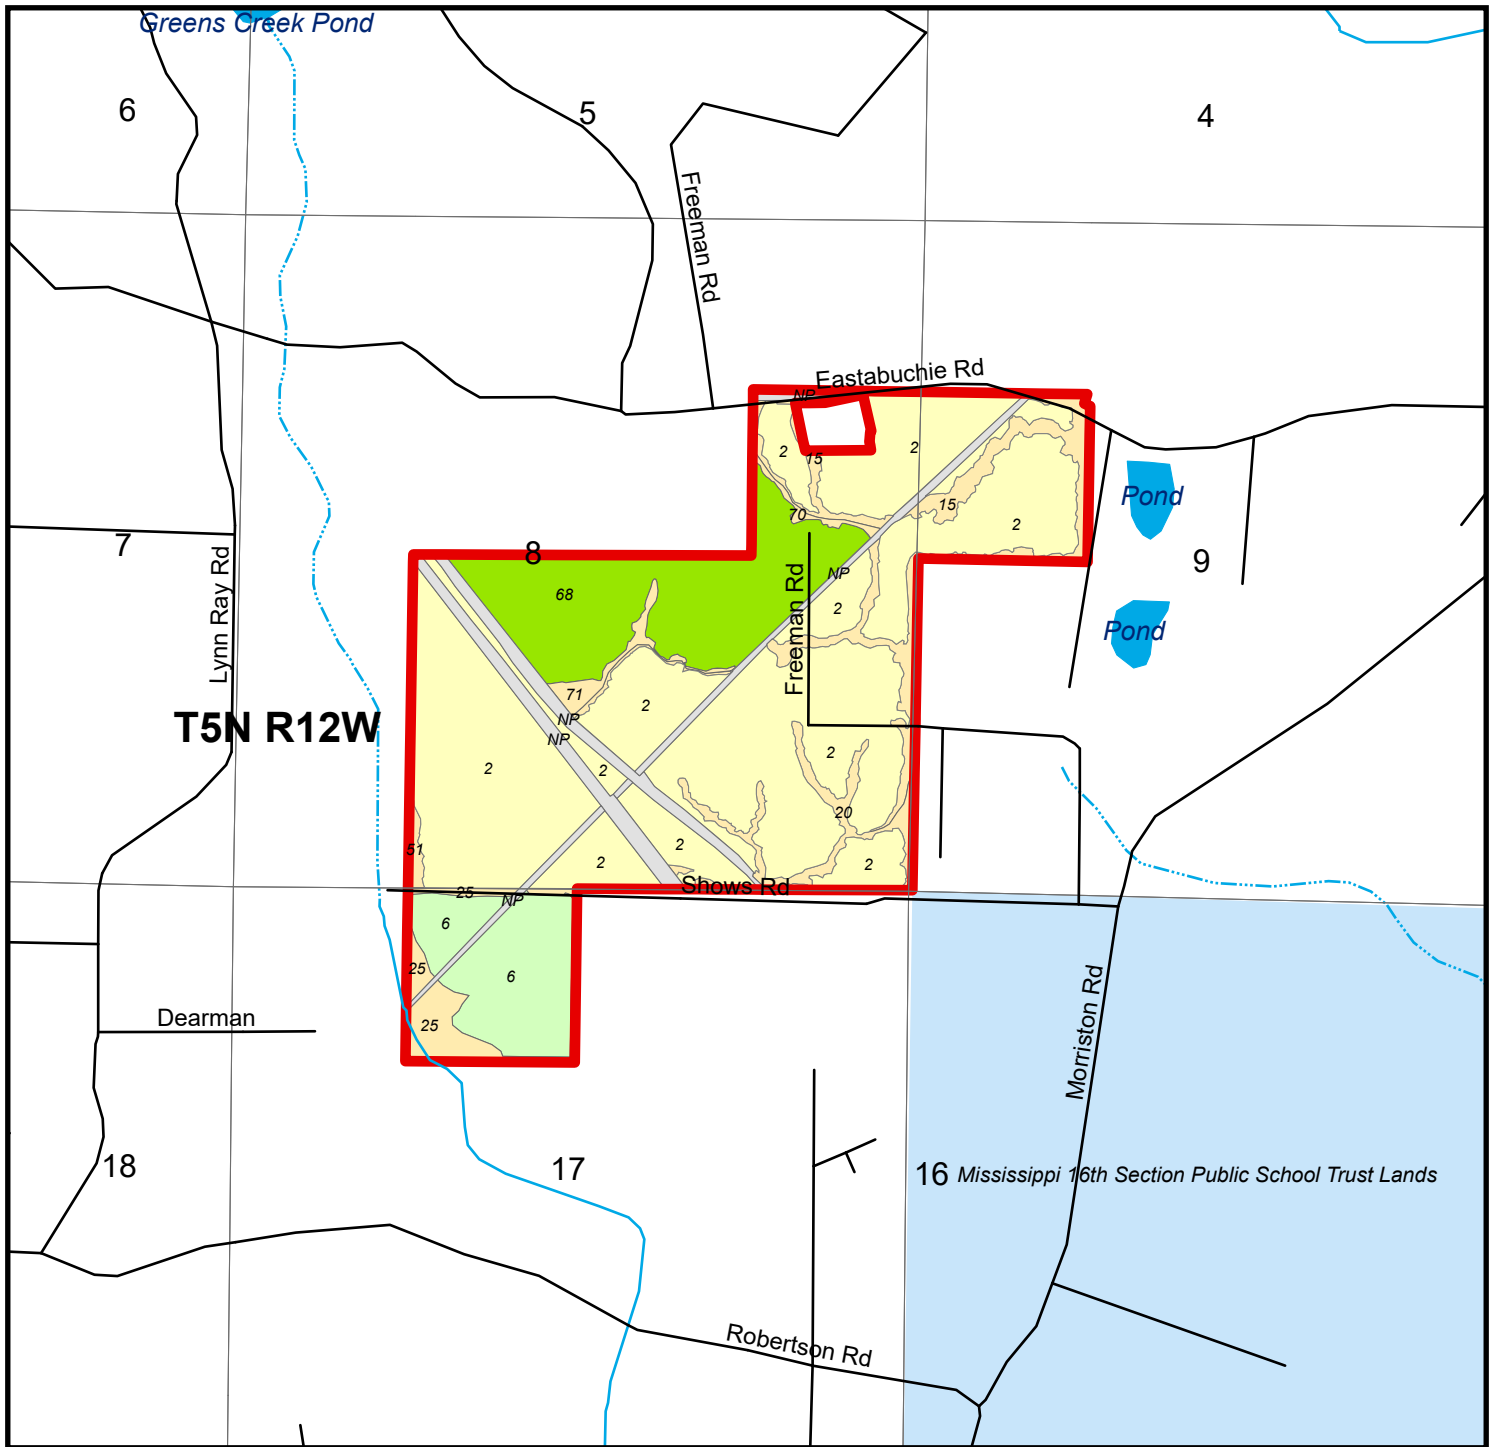 Greens Creek Pond
6
5
4
Freeman Rd
Eastabuchie Rd
NP
2
2
15
15
70
2
Pond
7
8
9
Lynn Ray Rd
68
Freeman Rd
NP
2
Pond
71
2
NP
NP
T5N R12W
2
2
2
20
2
51
2
2
Shows Rd
25
NP
6
25
6
25
Dearman
Morriston Rd
18
17
16
Mississippi 16th Section Public School Trust Lands
Robertson Rd